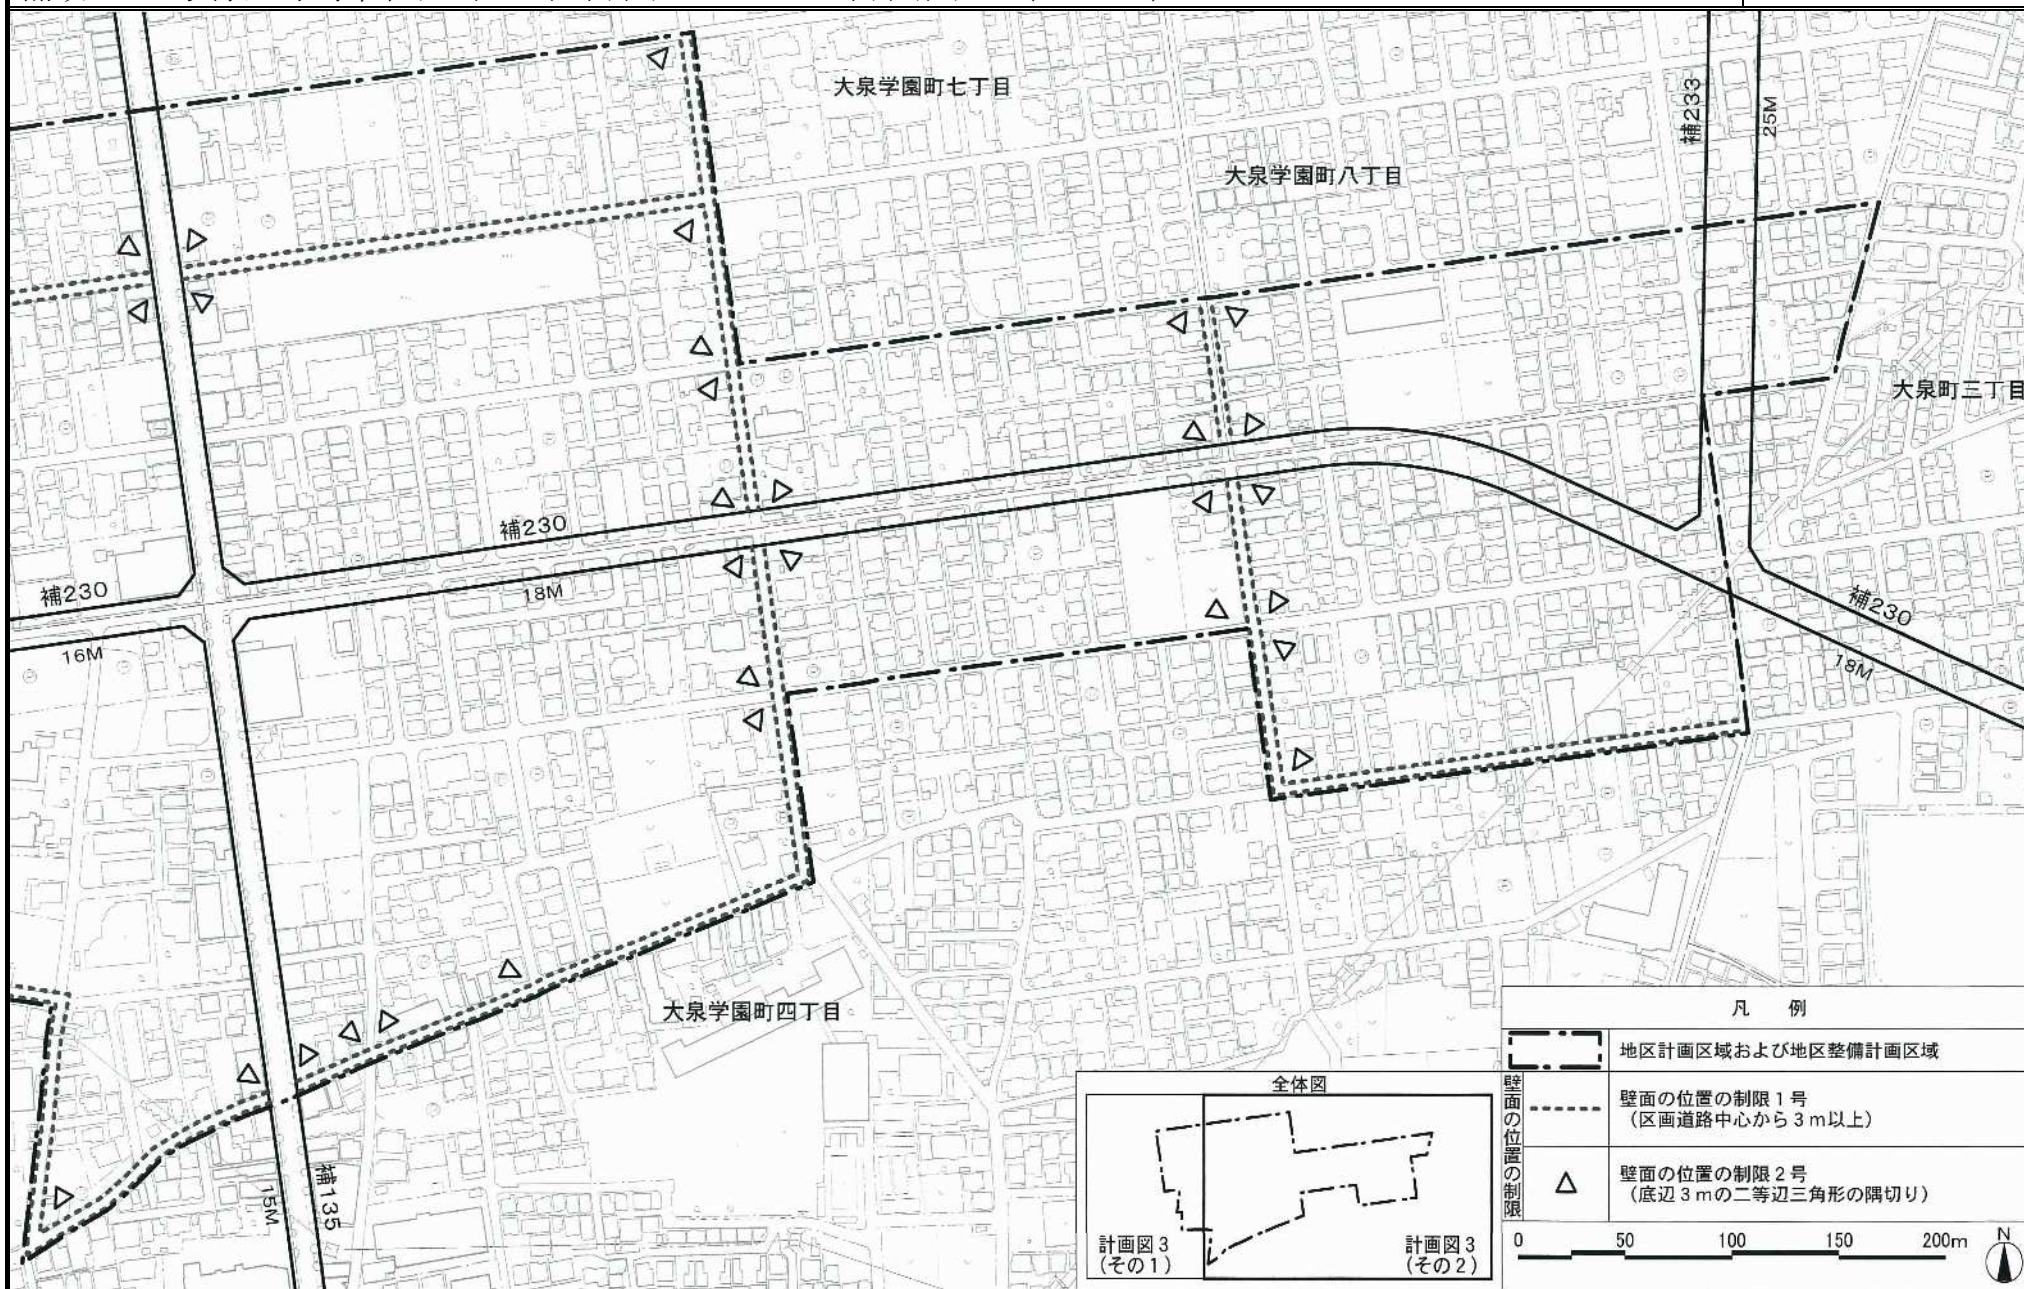 大泉学園町七丁目
大泉学園町八丁目
補233
25M
大泉町三丁目
補230
18M
補230
16M
補230
18M
大泉学園町四丁目
補135
15M
凡 例
地区計画区域および地区整備計画区域
壁面の位置の制限
壁面の位置の制限1号
(区画道路中心から3m以上)
壁面の位置の制限2号
(底辺3mの二等辺三角形の隅切り)
0 50 100 150 200m
N
全体図
計画図3
(その1)
計画図3
(その2)